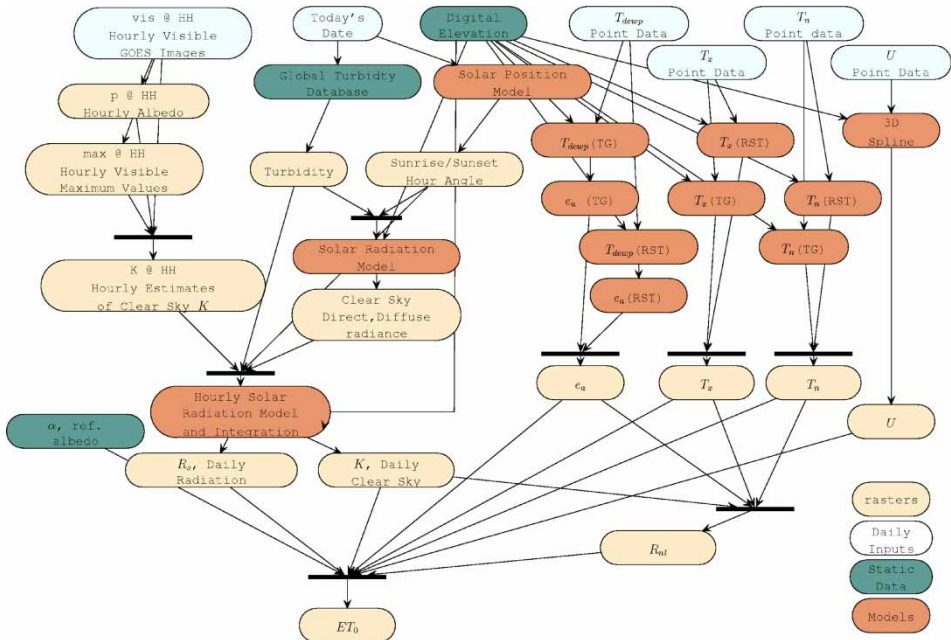 vis @ HH
Hourly Visible
GOES Images
Today's
Date
Digital
Elevation
T_dewp
Point Data
T_n
Point data
T_x
Point Data
U
Point Data
Global Turbidty
Database
Solar Position
Model
p @ HH
Hourly Albedo
3D
Spline
T_dewp (TG)
T_x (RST)
max @ HH
Hourly Visible
Maximum Values
Turbidity
Sunrise/Sunset
Hour Angle
e_a (TG)
T_x (TG)
T_n (RST)
Solar Radiation
Model
T_dewp (RST)
T_n (TG)
K @ HH
Hourly Estimates
of Clear Sky K
Clear Sky
Direct,Diffuse
radiance
e_a (RST)
e_a
T_x
T_n
Hourly Solar
Radiation Model
and Integration
α, ref.
albedo
U
R_s, Daily
Radiation
K, Daily
Clear Sky
rasters
Daily
Inputs
R_nl
Static
Data
Models
ET_0